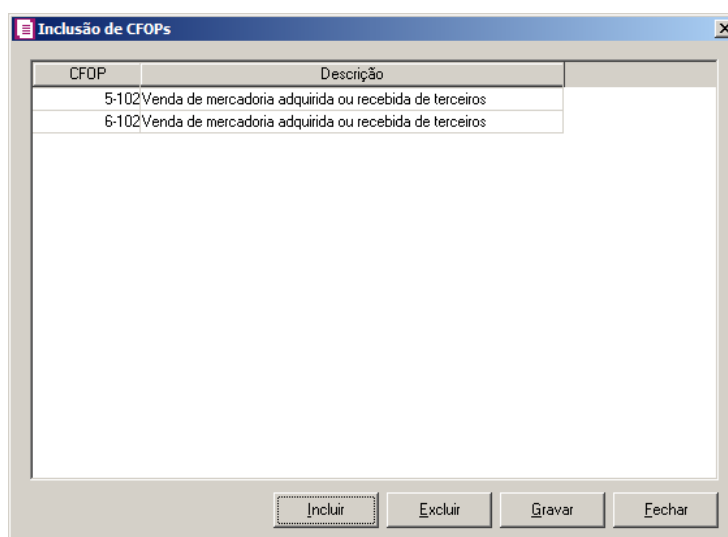 Inclusão de CFOPs
CFOP Descrição
5-102 Venda de mercadoria adquirida ou recebida de terceiros
6-102 Venda de mercadoria adquirida ou recebida de terceiros
Incluir Excluir Gravar Fechar